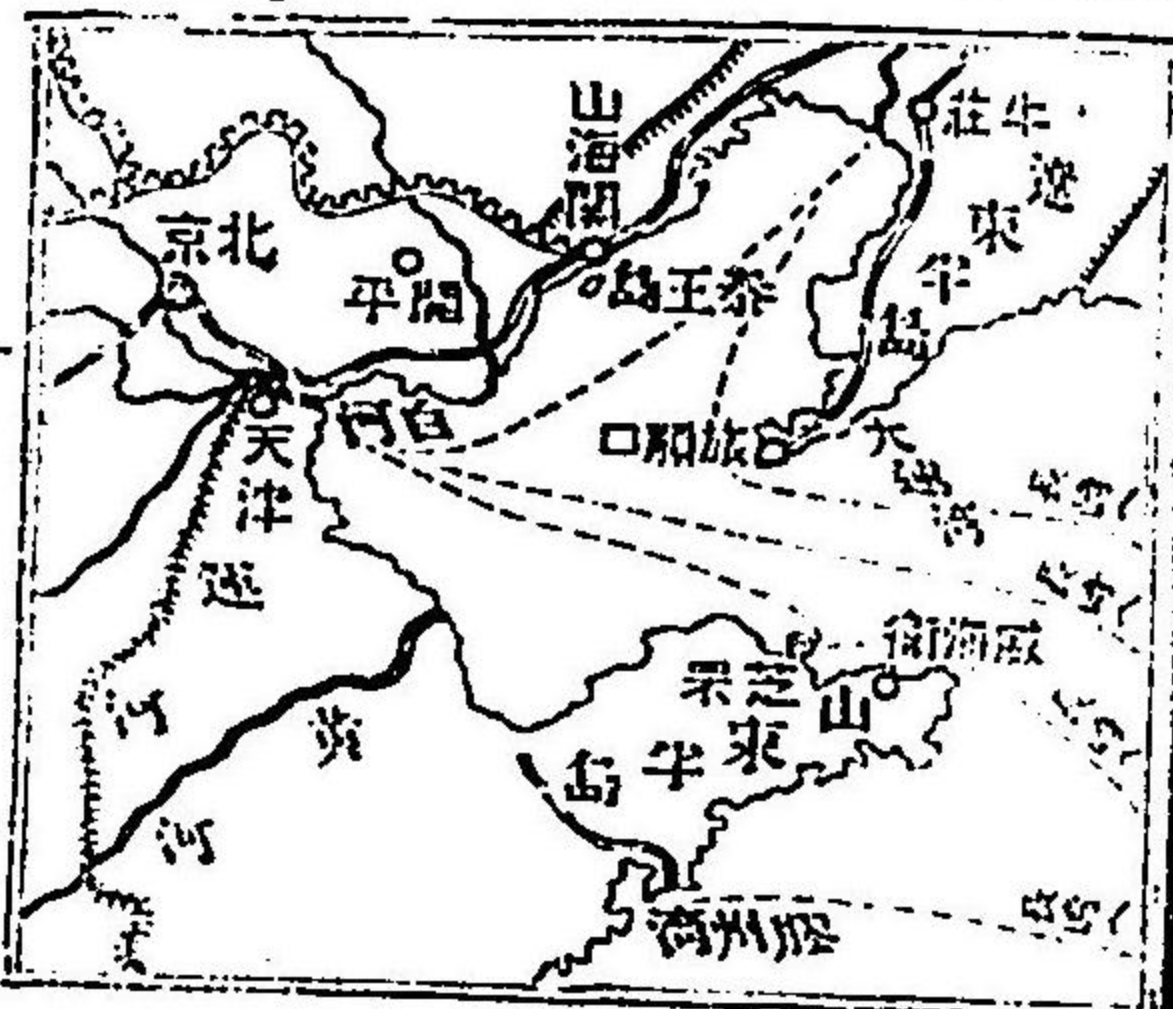 山海関
牛荘
遼東半島
北京
開平
秦王島
白河
天津
旅順口
大連湾
運河
黄河
威海衛
芝罘
山東半島
膠州湾